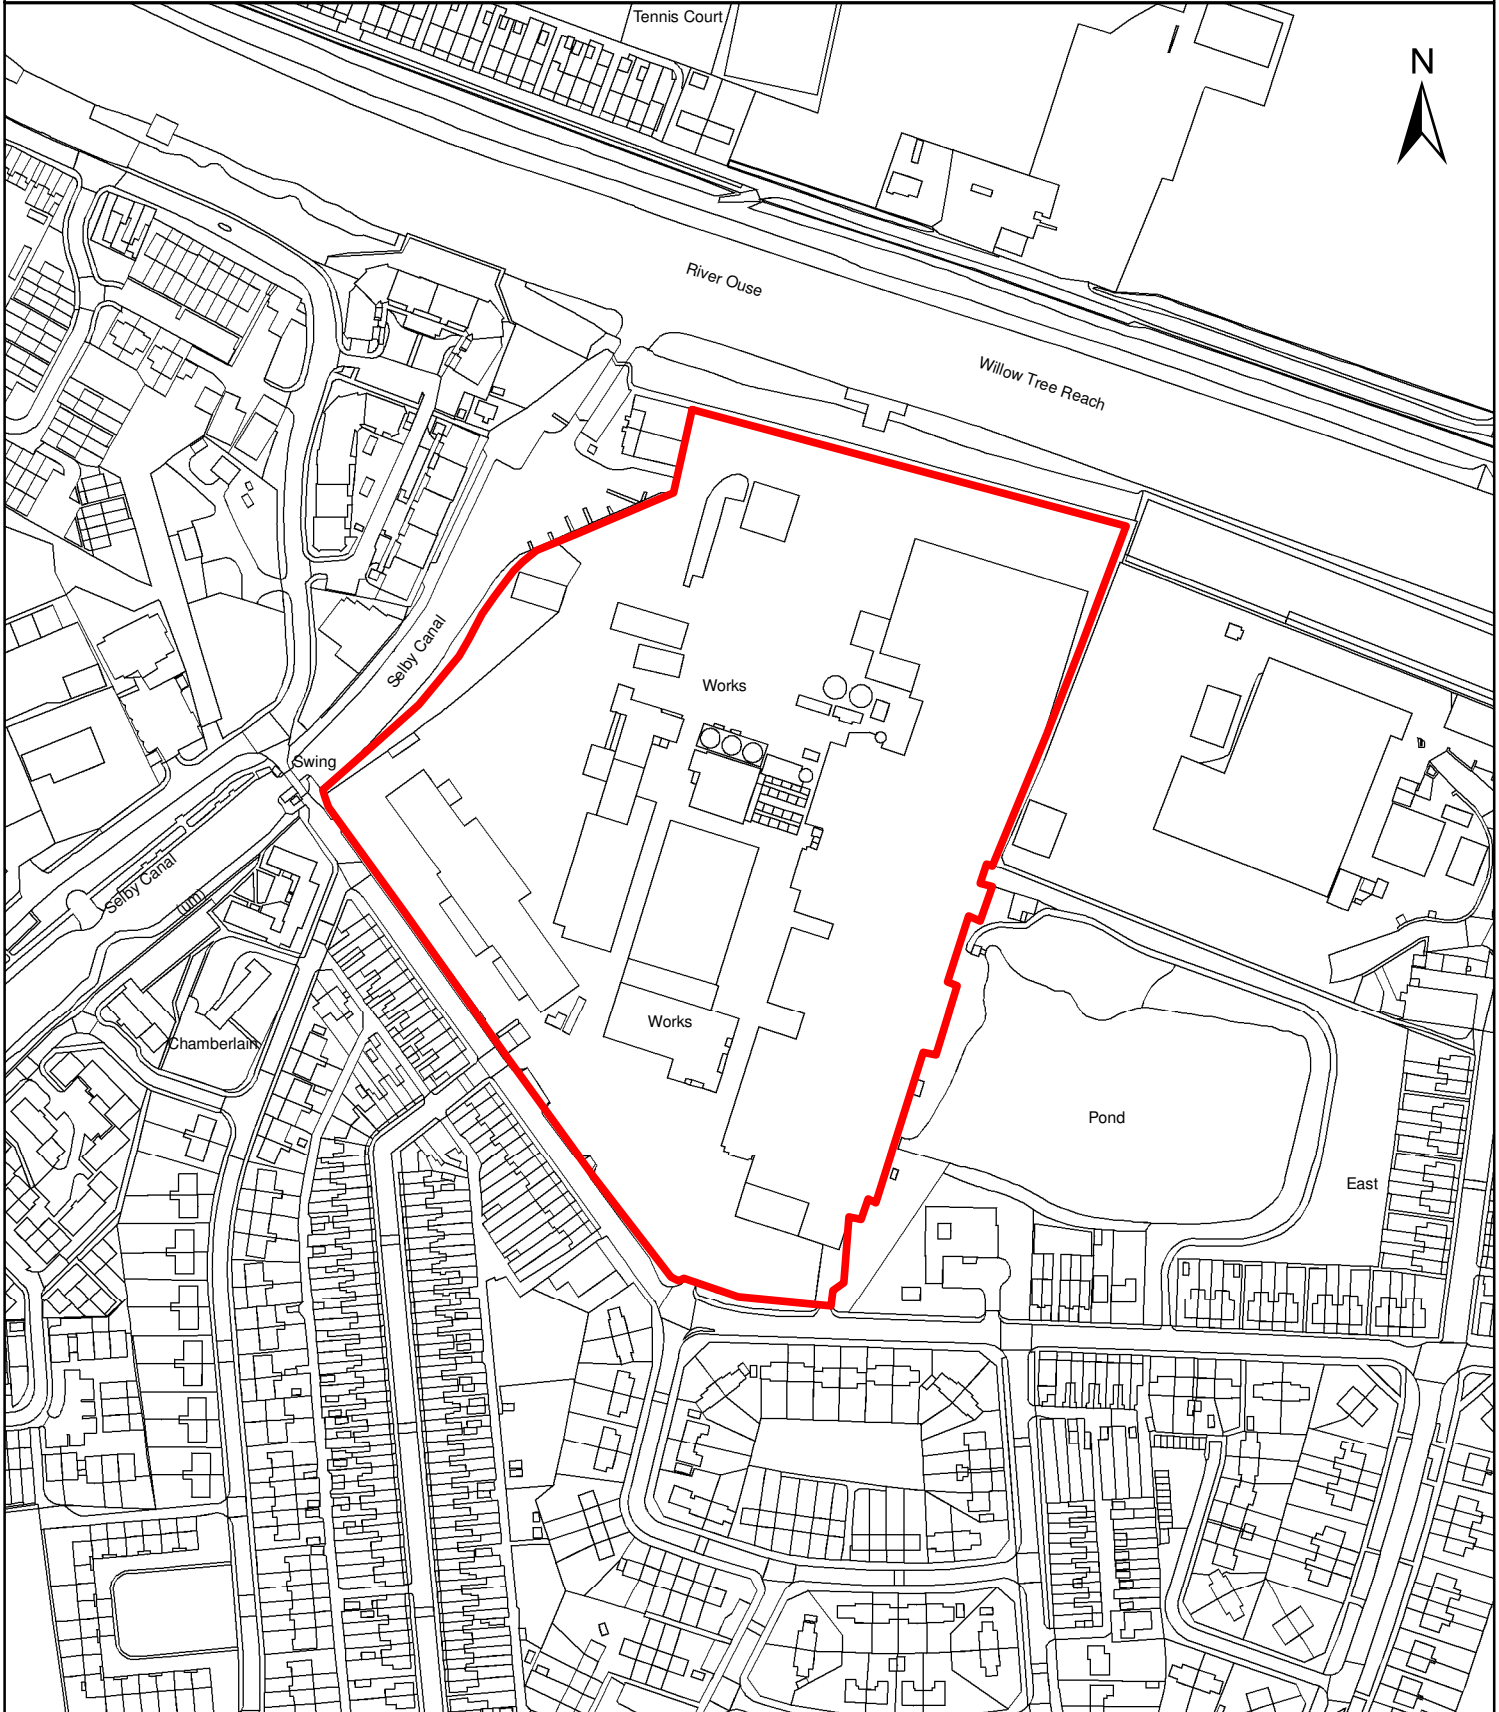 Tennis Court
N
River Ouse
Willow Tree Reach
Selby Canal
Works
Swing
Selby Canal
Works
Chamberlain
Pond
East